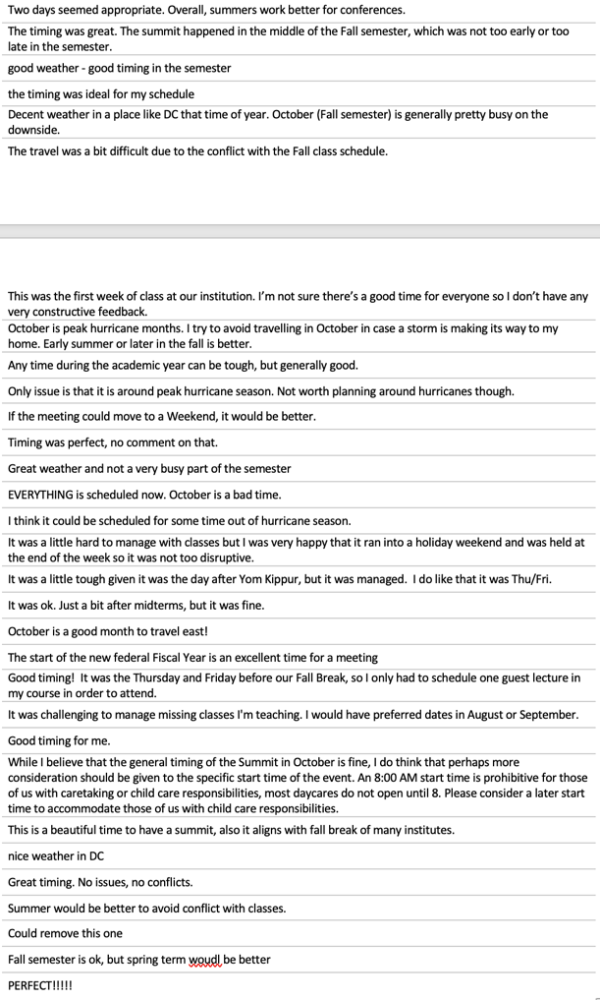 Two days seemed appropriate. Overall, summers work better for conferences.
The timing was great. The summit happened in the middle of the Fall semester, which was not too early or too
late in the semester.
good weather - good timing in the semester
the timing was ideal for my schedule
Decent weather in a place like DC that time of year. October (Fall semester) is generally pretty busy on the
downside.
The travel was a bit difficult due to the conflict with the Fall class schedule.
This was the first week of class at our institution. I'm not sure there's a good time for everyone so I don't have any
very constructive feedback.
October is peak hurricane months. I try to avoid travelling in October in case a storm is making its way to my
home. Early summer or later in the fall is better.
Any time during the academic year can be tough, but generally good.
Only issue is that it is around peak hurricane season. Not worth planning around hurricanes though.
If the meeting could move to a Weekend, it would be better.
Timing was perfect, no comment on that.
Great weather and not a very busy part of the semester
EVERYTHING is scheduled now. October is a bad time.
I think it could be scheduled for some time out of hurricane season.
It was a little hard to manage with classes but I was very happy that it ran into a holiday weekend and was held at
the end of the week so it was not too disruptive.
It was a little tough given it was the day after Yom Kippur, but it was managed.  I do like that it was Thu/Fri.
It was ok. Just a bit after midterms, but it was fine.
October is a good month to travel east!
The start of the new federal Fiscal Year is an excellent time for a meeting
Good timing!  It was the Thursday and Friday before our Fall Break, so I only had to schedule one guest lecture in
my course in order to attend.
It was challenging to manage missing classes I'm teaching. I would have preferred dates in August or September.
Good timing for me.
While I believe that the general timing of the Summit in October is fine, I do think that perhaps more
consideration should be given to the specific start time of the event. An 8:00 AM start time is prohibitive for those
of us with caretaking or child care responsibilities, most daycares do not open until 8. Please consider a later start
time to accommodate those of us with child care responsibilities.
This is a beautiful time to have a summit, also it aligns with fall break of many institutes.
nice weather in DC
Great timing. No issues, no conflicts.
Summer would be better to avoid conflict with classes.
Could remove this one
Fall semester is ok, but spring term woudl be better
PERFECT!!!!!